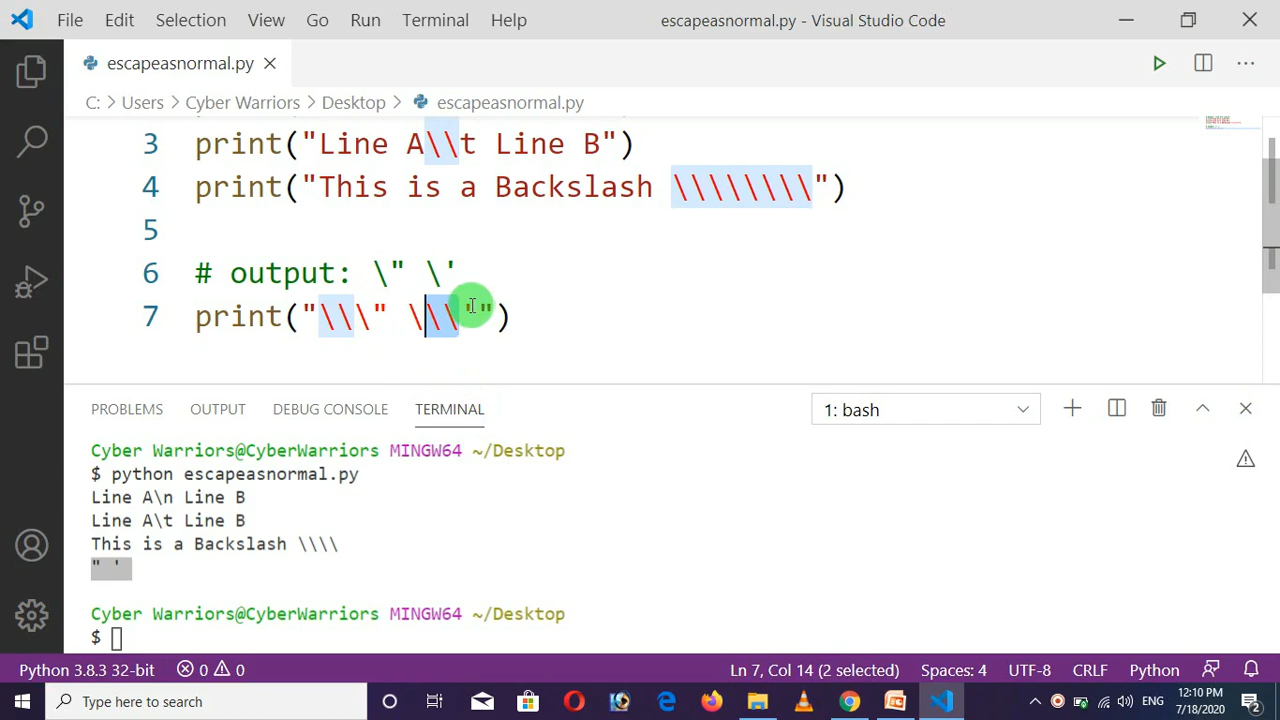 File Edit Selection View Go Run Terminal Help escapeasnormal.py - Visual Studio Code
escapeasnormal.py
C: > Users > Cyber Warriors > Desktop > escapeasnormal.py
3 print("Line A\\t Line B")
4 print("This is a Backslash \\\\\\\\")
5
6 # output: \" \'
7 print("\\\" \\\"")
PROBLEMS OUTPUT DEBUG CONSOLE TERMINAL 1: bash
Cyber Warriors@CyberWarriors MINGW64 ~/Desktop
$ python escapeasnormal.py
Line A\n Line B
Line A\t Line B
This is a Backslash \\\\
" '
Cyber Warriors@CyberWarriors MINGW64 ~/Desktop
$
Python 3.8.3 32-bit 0 0 Ln 7, Col 14 (2 selected) Spaces: 4 UTF-8 CRLF Python
Type here to search ENG 12:10 PM
7/18/2020 2